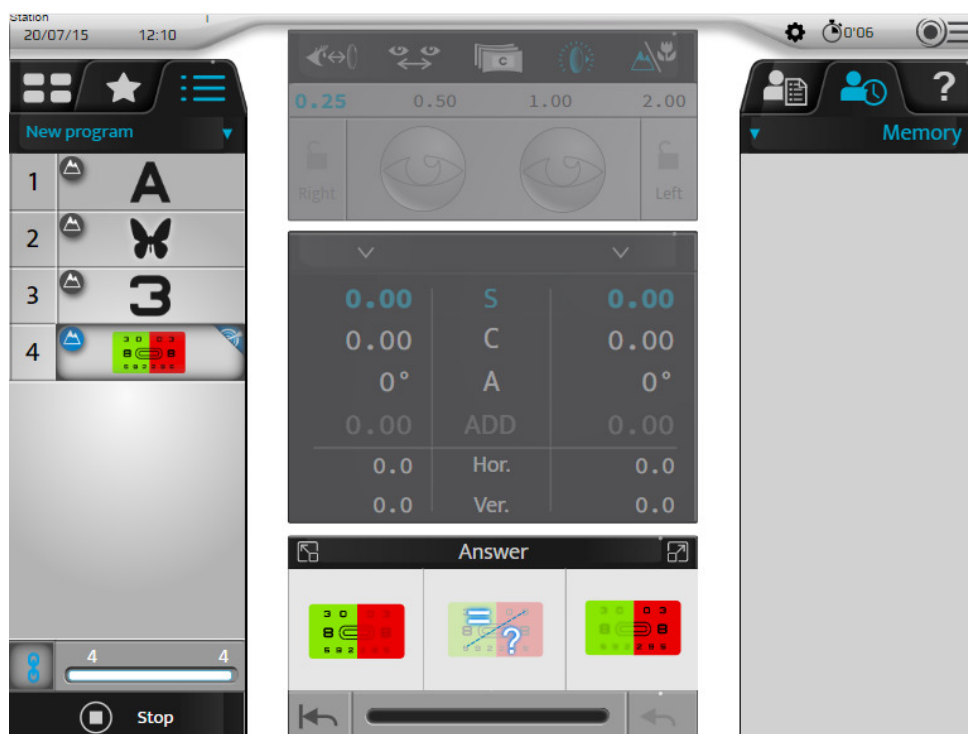 Station
20/07/15 12:10
0'06
C
0.25 0.50 1.00 2.00
New program
Memory
?
Right Left
1 A
2
3 3
4
0.00 S 0.00
0.00 C 0.00
0° A 0°
0.00 ADD 0.00
0.0 Hor. 0.0
0.0 Ver. 0.0
Answer
= ?
4 4
Stop